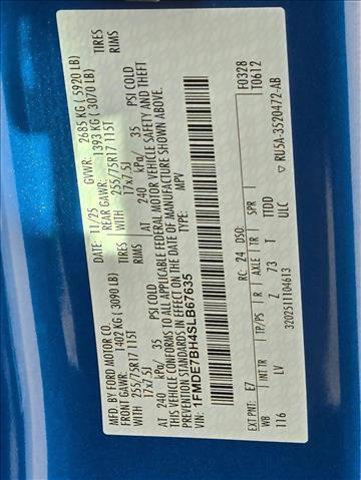 MFD. BY FORD MOTOR CO.
DATE: 11/25 GVWR: 2685 KG ( 5920 LB)
FRONT GAWR: 1402 KG (3090 LB) REAR GAWR: 1393 KG ( 3070 LB)
255/75R17 115T TIRES WITH 255/75R17 115T TIRES
17x7.5J RIMS WITH 17x7.5J RIMS
AT 240 kPa/ 35 PSI COLD AT 240 kPa/ 35 PSI COLD
THIS VEHICLE CONFORMS TO ALL APPLICABLE FEDERAL MOTOR VEHICLE SAFETY AND THEFT
PREVENTION STANDARDS IN EFFECT ON THE DATE OF MANUFACTURE SHOWN ABOVE.
VIN: 1FMDE7BH4SLB67635
TYPE: MPV
F0328
T0612
EXT PNT: E7 RC: 24 DSO:
WB INT TR TP/PS R AXLE TR SPR
116 LV Z 73 T TTDD
ULC
3202511104613
▽ RU5A-3520472-AB